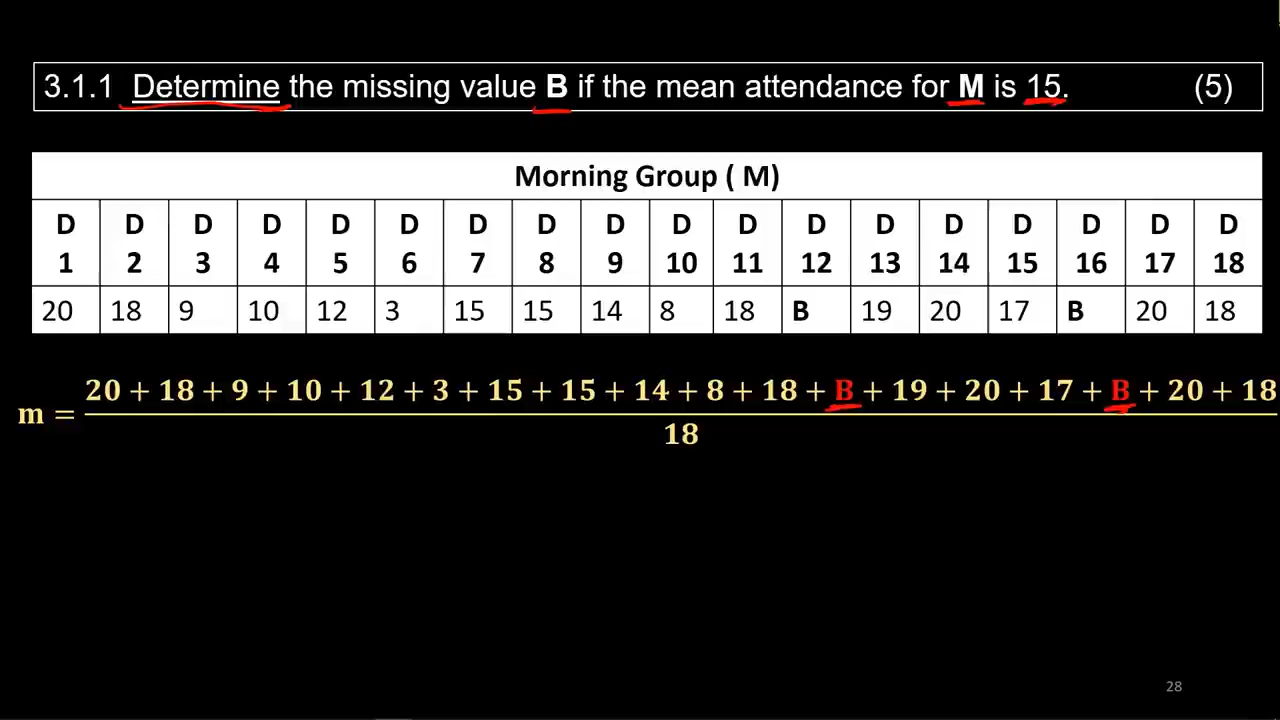 3.1.1 Determine the missing value B if the mean attendance for M is 15. (5)
Morning Group ( M)
D 1 D 2 D 3 D 4 D 5 D 6 D 7 D 8 D 9 D 10 D 11 D 12 D 13 D 14 D 15 D 16 D 17 D 18
20 18 9 10 12 3 15 15 14 8 18 B 19 20 17 B 20 18
m = 20 + 18 + 9 + 10 + 12 + 3 + 15 + 15 + 14 + 8 + 18 + B + 19 + 20 + 17 + B + 20 + 18
18
28